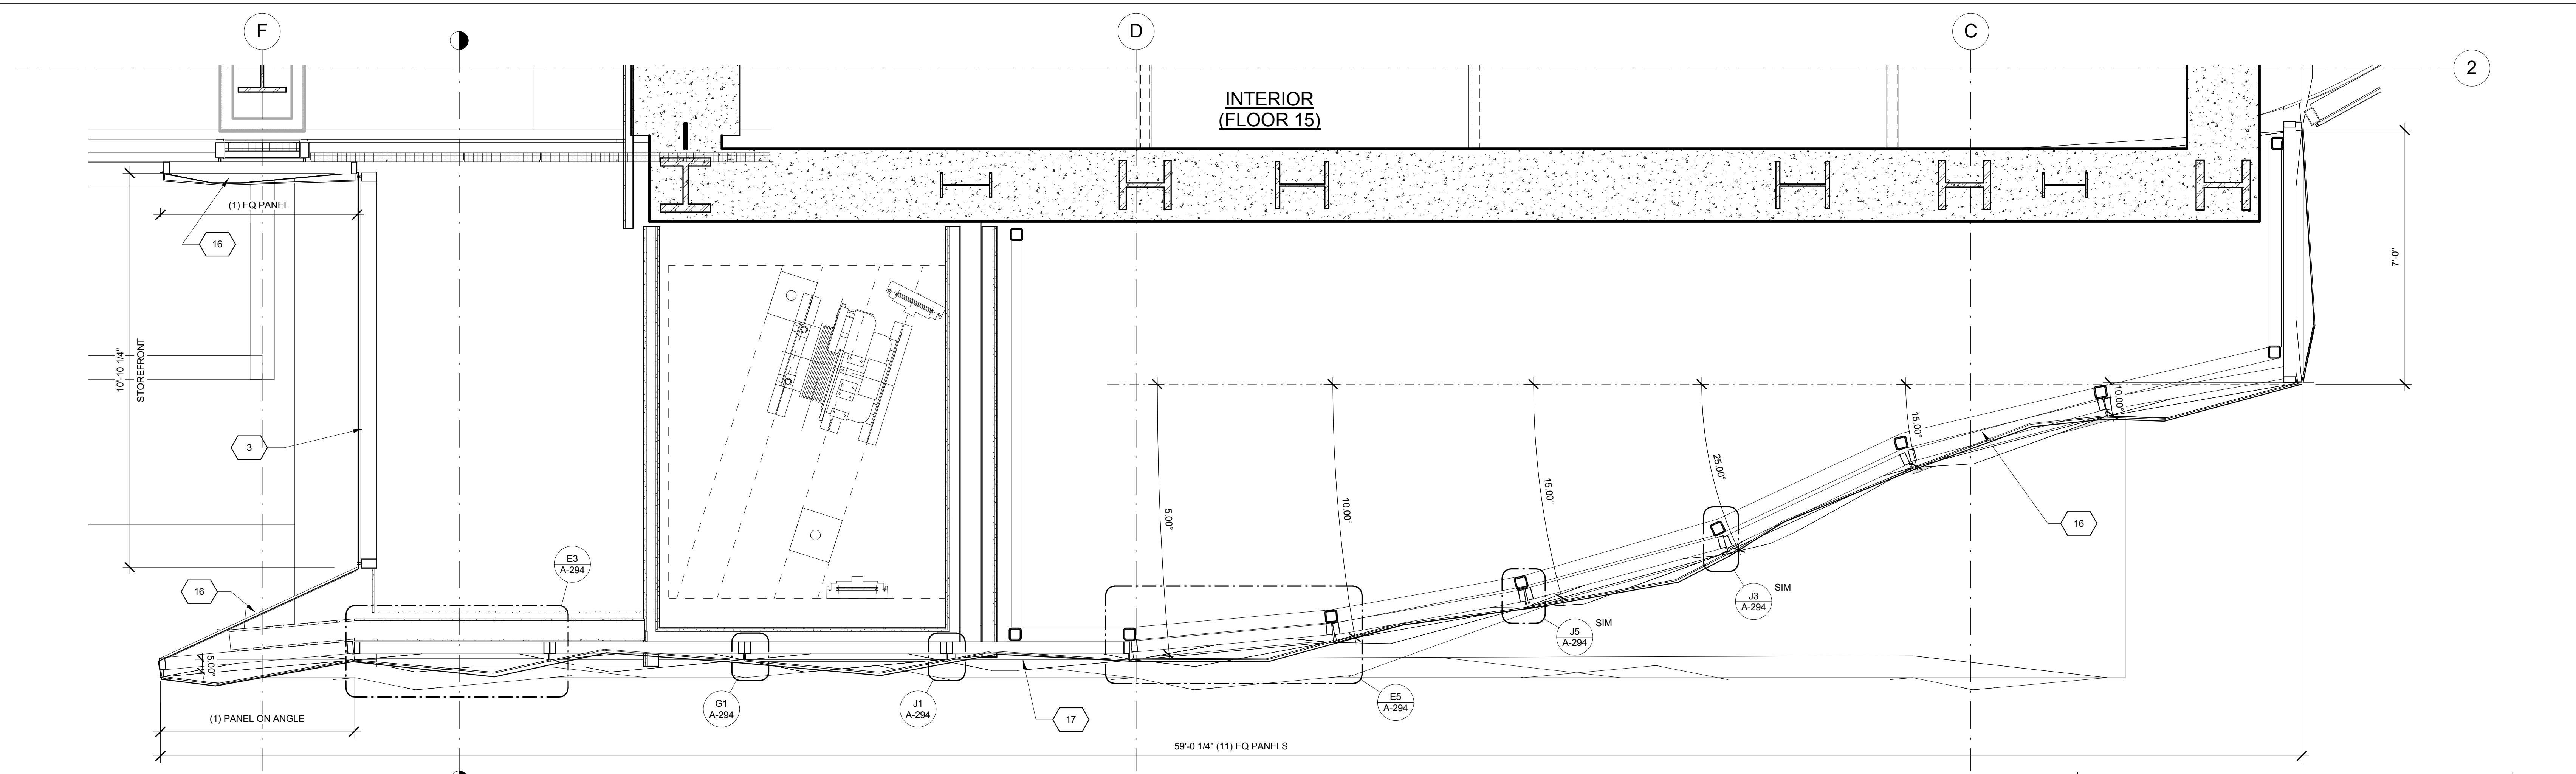 F
D
C
2
INTERIOR
(FLOOR 15)
(1) EQ PANEL
16
7'-0"
10'-10 1/4"
STOREFRONT
3
10.00°
15.00°
25.00°
15.00°
10.00°
5.00°
16
16
E3
A-294
J3
A-294
SIM
J5
A-294
SIM
5.00°
G1
A-294
J1
A-294
E5
A-294
(1) PANEL ON ANGLE
17
59'-0 1/4" (11) EQ PANELS